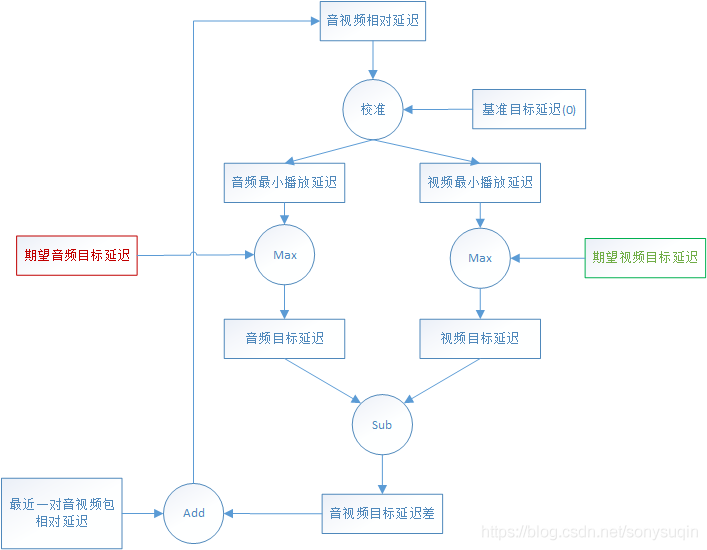 音视频相对延迟
校准
基准目标延迟(0)
音频最小播放延迟
视频最小播放延迟
期望音频目标延迟
Max
Max
期望视频目标延迟
音频目标延迟
视频目标延迟
Sub
最近一对音视频包
相对延迟
Add
音视频目标延迟差
https://blog.csdn.net/sonysuqin